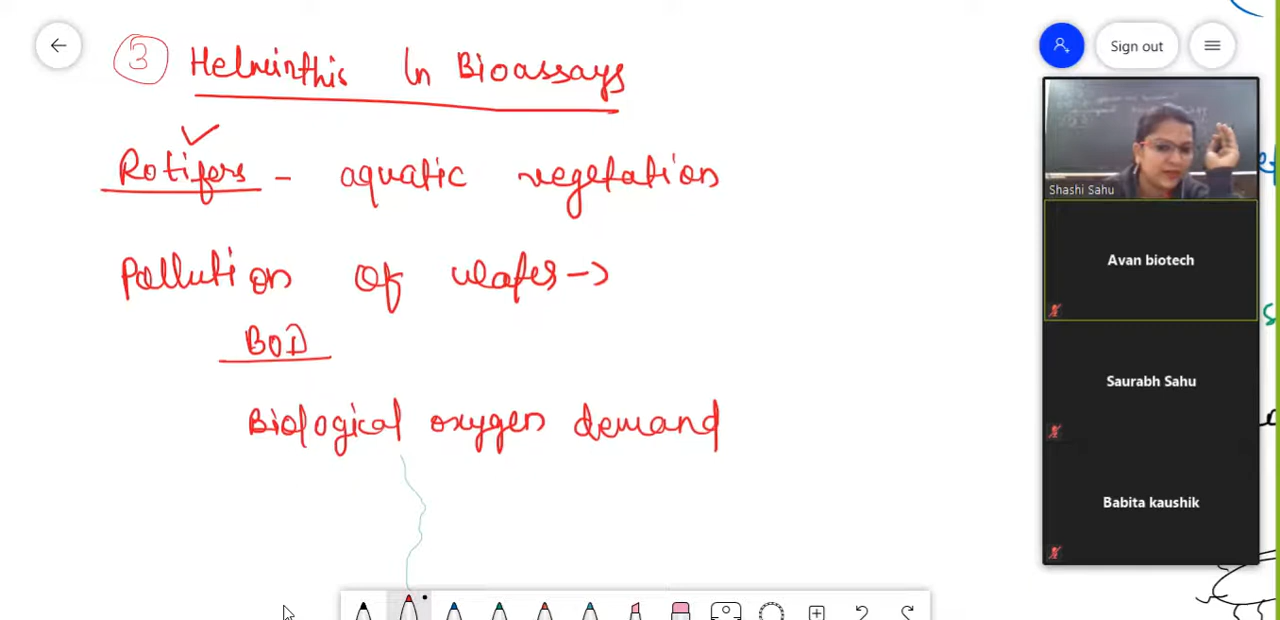 3 Helminthis In Bioassays
Rotifers - aquatic vegetation
Pollution of water ->
BOD
Biological oxygen demand
Sign out
Shashi Sahu
Avan biotech
Saurabh Sahu
Babita kaushik